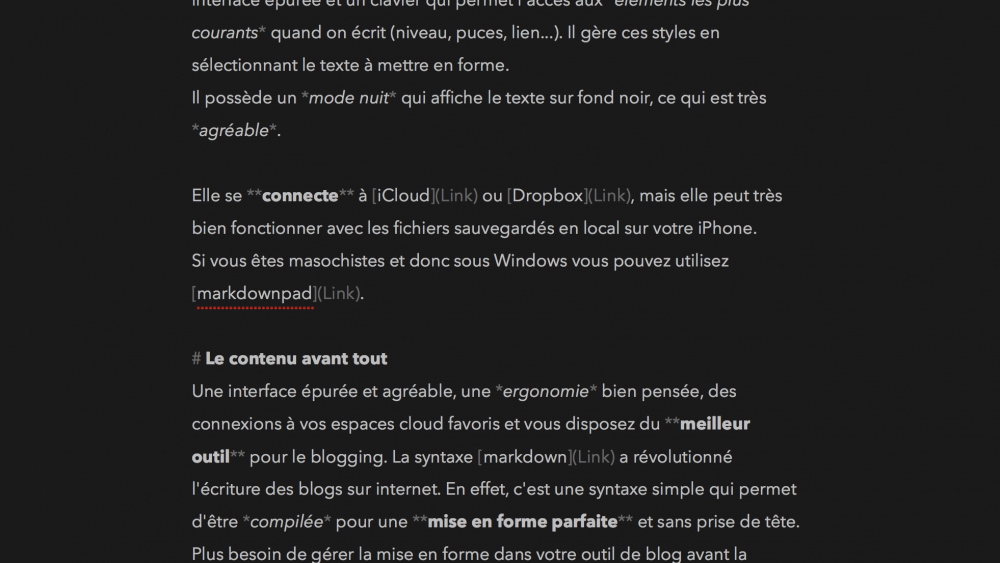 interface épurée et un clavier qui permet l'accès aux *éléments les plus
courants* quand on écrit (niveau, puces, lien...). Il gère ces styles en
sélectionnant le texte à mettre en forme.
Il possède un *mode nuit* qui affiche le texte sur fond noir, ce qui est très
*agréable*.
Elle se **connecte** à [iCloud](Link) ou [Dropbox](Link), mais elle peut très
bien fonctionner avec les fichiers sauvegardés en local sur votre iPhone.
Si vous êtes masochistes et donc sous Windows vous pouvez utilisez
[markdownpad](Link).
# Le contenu avant tout
Une interface épurée et agréable, une *ergonomie* bien pensée, des
connexions à vos espaces cloud favoris et vous disposez du **meilleur
outil** pour le blogging. La syntaxe [markdown](Link) a révolutionné
l'écriture des blogs sur internet. En effet, c'est une syntaxe simple qui permet
d'être *compilée* pour une **mise en forme parfaite** et sans prise de tête.
Plus besoin de gérer la mise en forme dans votre outil de blog avant la